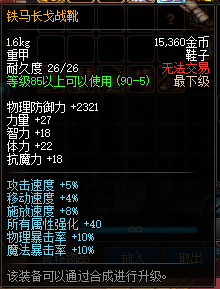 铁马长戈战靴
1.6kg 15,360金币
重甲 鞋子
耐久度 26/26 无法交易
等级85以上可以使用 (90-5) 最下级
物理防御力 +2321
力量 +27
智力 +18
体力 +22
抗魔力 +18
攻击速度 +5%
移动速度 +4%
施放速度 +8%
所有属性强化 +40
物理暴击率 +10%
魔法暴击率 +10%
该装备可以通过合成进行升级。